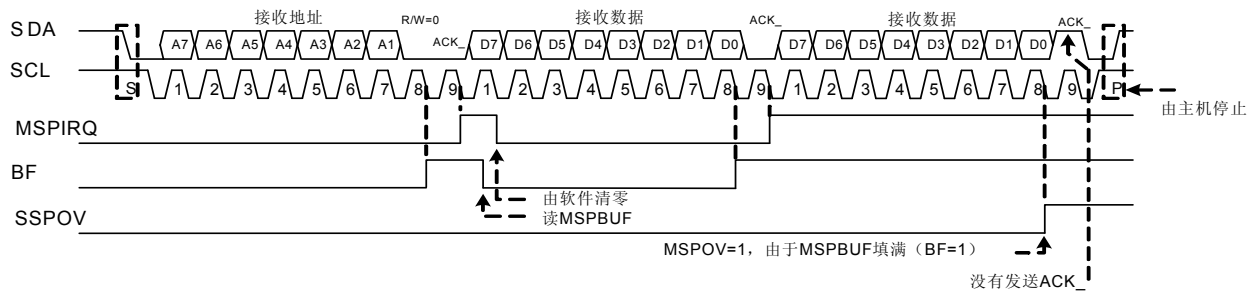 接收地址 R/W=0 接收数据 ACK_ 接收数据 ACK_
SDA A7 A6 A5 A4 A3 A2 A1 ACK_ D7 D6 D5 D4 D3 D2 D1 D0 D7 D6 D5 D4 D3 D2 D1 D0
SCL S 1 2 3 4 5 6 7 8 9 1 2 3 4 5 6 7 8 9 1 2 3 4 5 6 7 8 9 P
由主机停止
MSPIRQ
BF
由软件清零
读MSPBUF
SSPOV
MSPOV=1，由于MSPBUF填满（BF=1）
没有发送ACK_